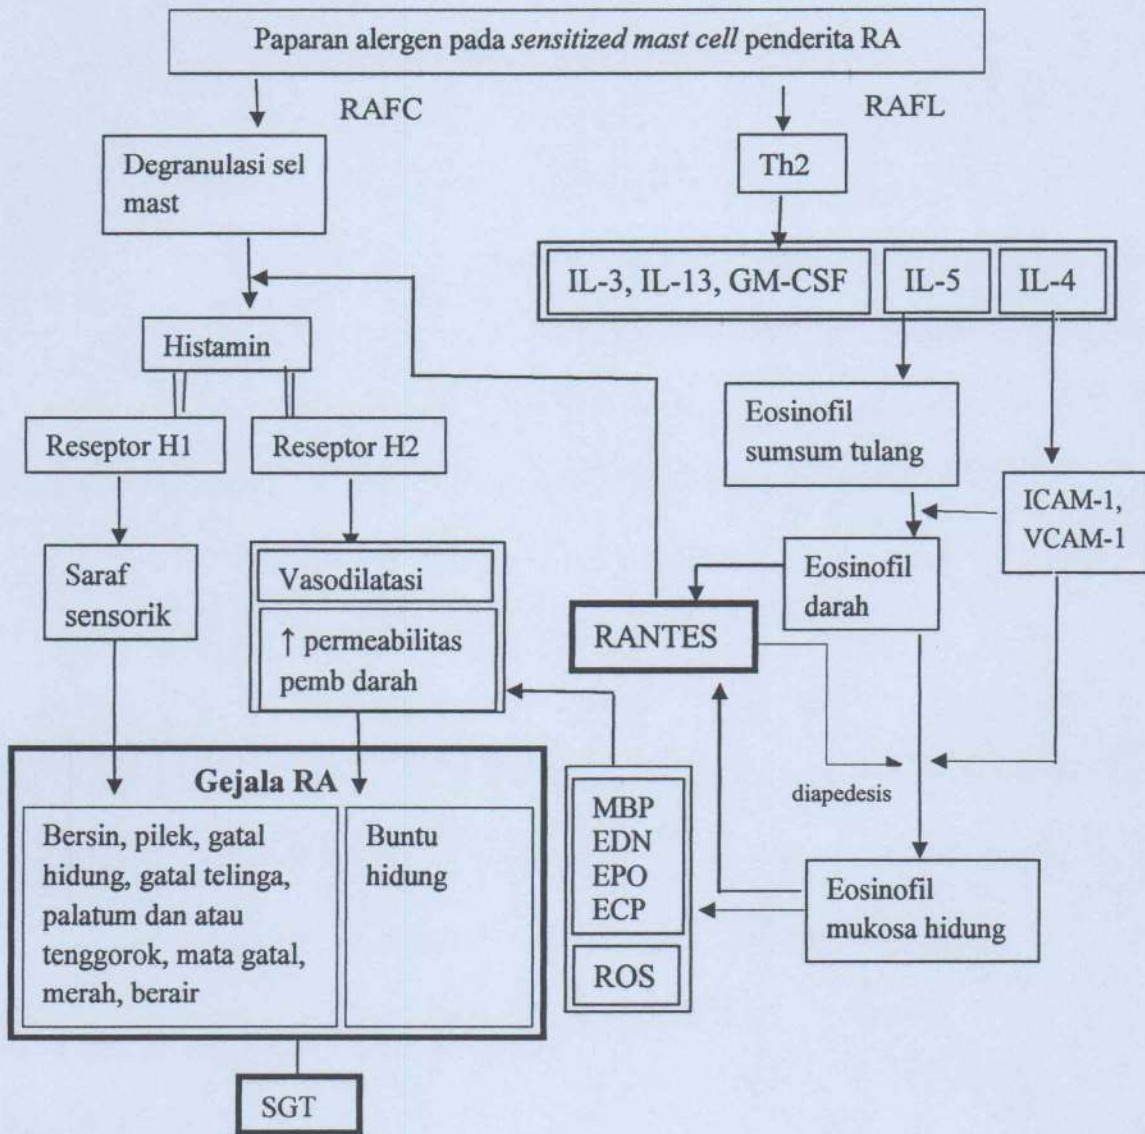 Paparan alergen pada sensitized mast cell penderita RA
RAFC
RAFL
Degranulasi sel
mast
Th2
IL-3, IL-13, GM-CSF
IL-5
IL-4
Histamin
Reseptor H1
Reseptor H2
Eosinofil
sumsum tulang
ICAM-1,
VCAM-1
Saraf
sensorik
Vasodilatasi
↑ permeabilitas
pemb darah
Eosinofil
darah
RANTES
diapedesis
Gejala RA
Bersin, pilek, gatal
hidung, gatal telinga,
palatum dan atau
tenggorok, mata gatal,
merah, berair
Buntu
hidung
MBP
EDN
EPO
ECP
ROS
Eosinofil
mukosa hidung
SGT